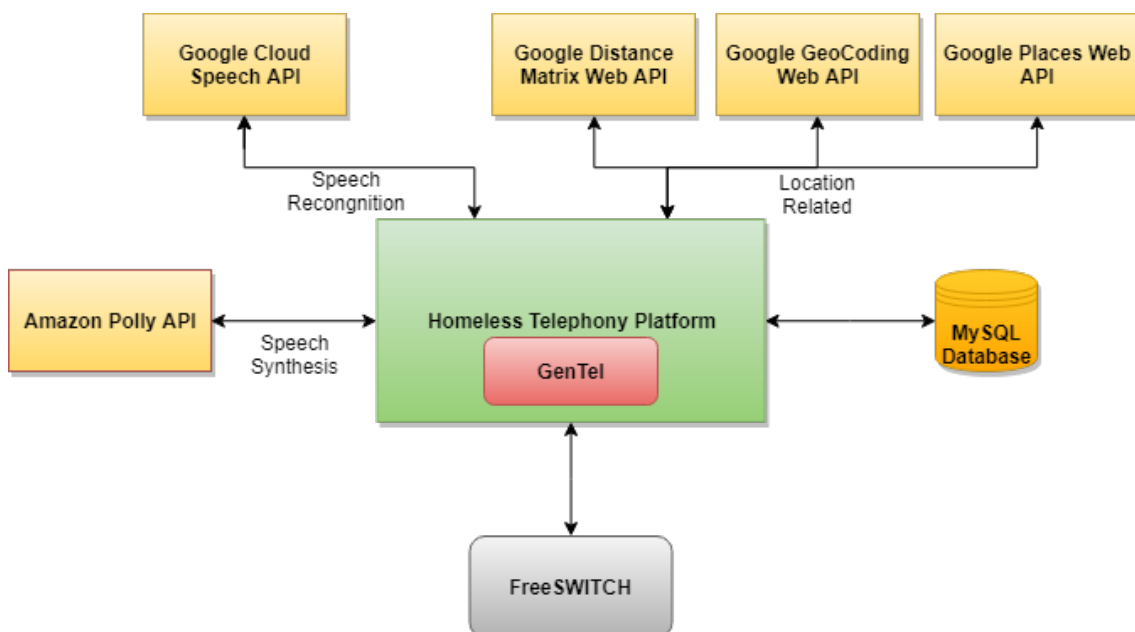 Google Cloud
Speech API
Google Distance
Matrix Web API
Google GeoCoding
Web API
Google Places Web
API
Speech
Recongnition
Location
Related
Amazon Polly API
Speech
Synthesis
Homeless Telephony Platform
GenTel
MySQL
Database
FreeSWITCH